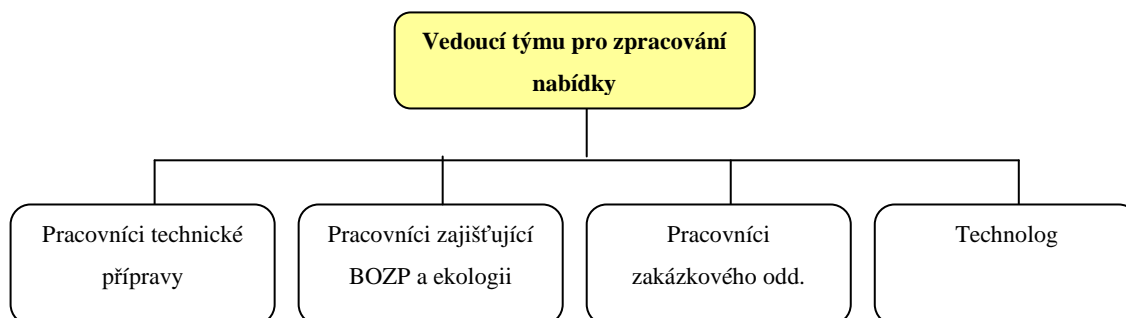 Vedoucí týmu pro zpracování
nabídky
Pracovníci technické
přípravy
Pracovníci zajišťující
BOZP a ekologii
Pracovníci
zakázkového odd.
Technolog